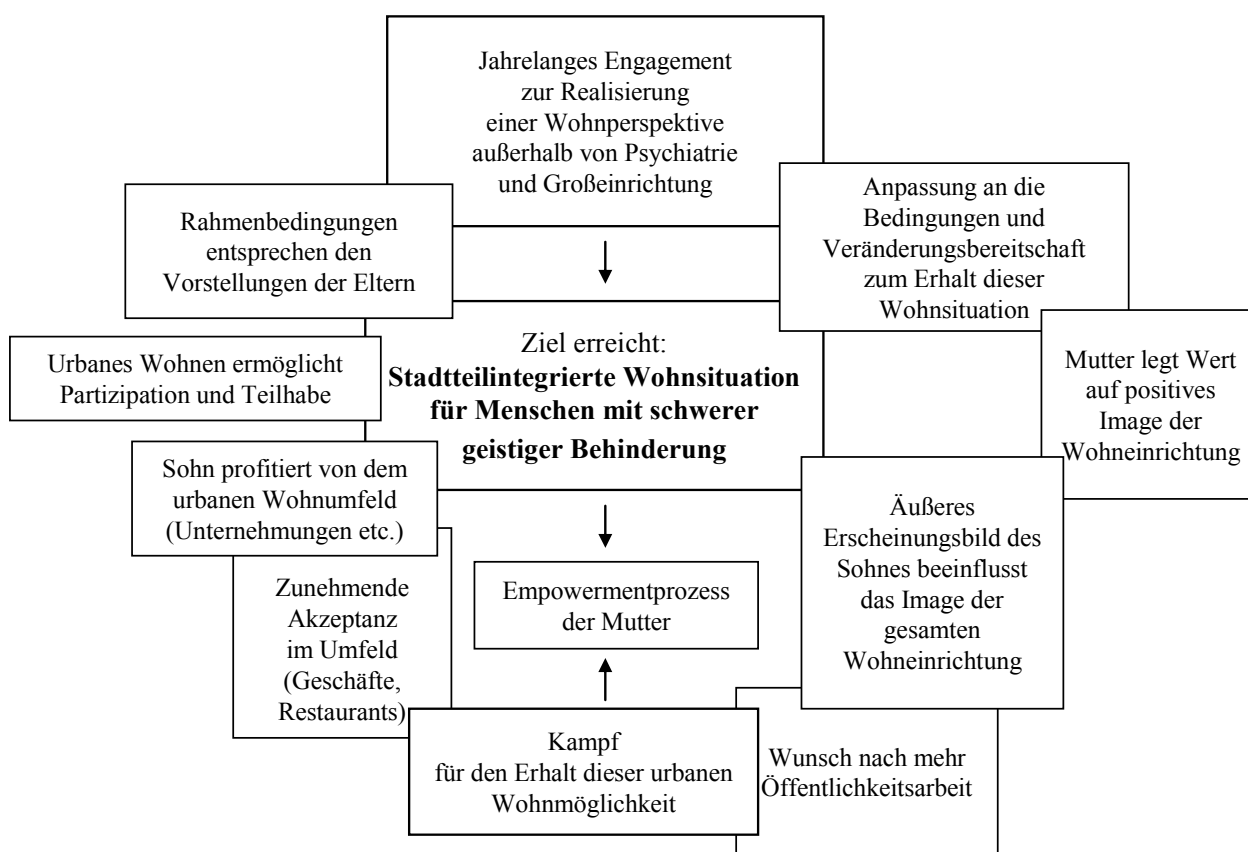 Jahrelanges Engagement
zur Realisierung
einer Wohnperspektive
außerhalb von Psychiatrie
und Großeinrichtung
Rahmenbedingungen
entsprechen den
Vorstellungen der Eltern
Anpassung an die
Bedingungen und
Veränderungsbereitschaft
zum Erhalt dieser
Wohnsituation
Urbanes Wohnen ermöglicht
Partizipation und Teilhabe
Ziel erreicht:
Stadtteilintegrierte Wohnsituation
für Menschen mit schwerer
geistiger Behinderung
Mutter legt Wert
auf positives
Image der
Wohneinrichtung
Sohn profitiert von dem
urbanen Wohnumfeld
(Unternehmungen etc.)
Äußeres
Erscheinungsbild des
Sohnes beeinflusst
das Image der
gesamten
Wohneinrichtung
Zunehmende
Akzeptanz
im Umfeld
(Geschäfte,
Restaurants)
Empowermentprozess
der Mutter
Kampf
für den Erhalt dieser urbanen
Wohnmöglichkeit
Wunsch nach mehr
Öffentlichkeitsarbeit